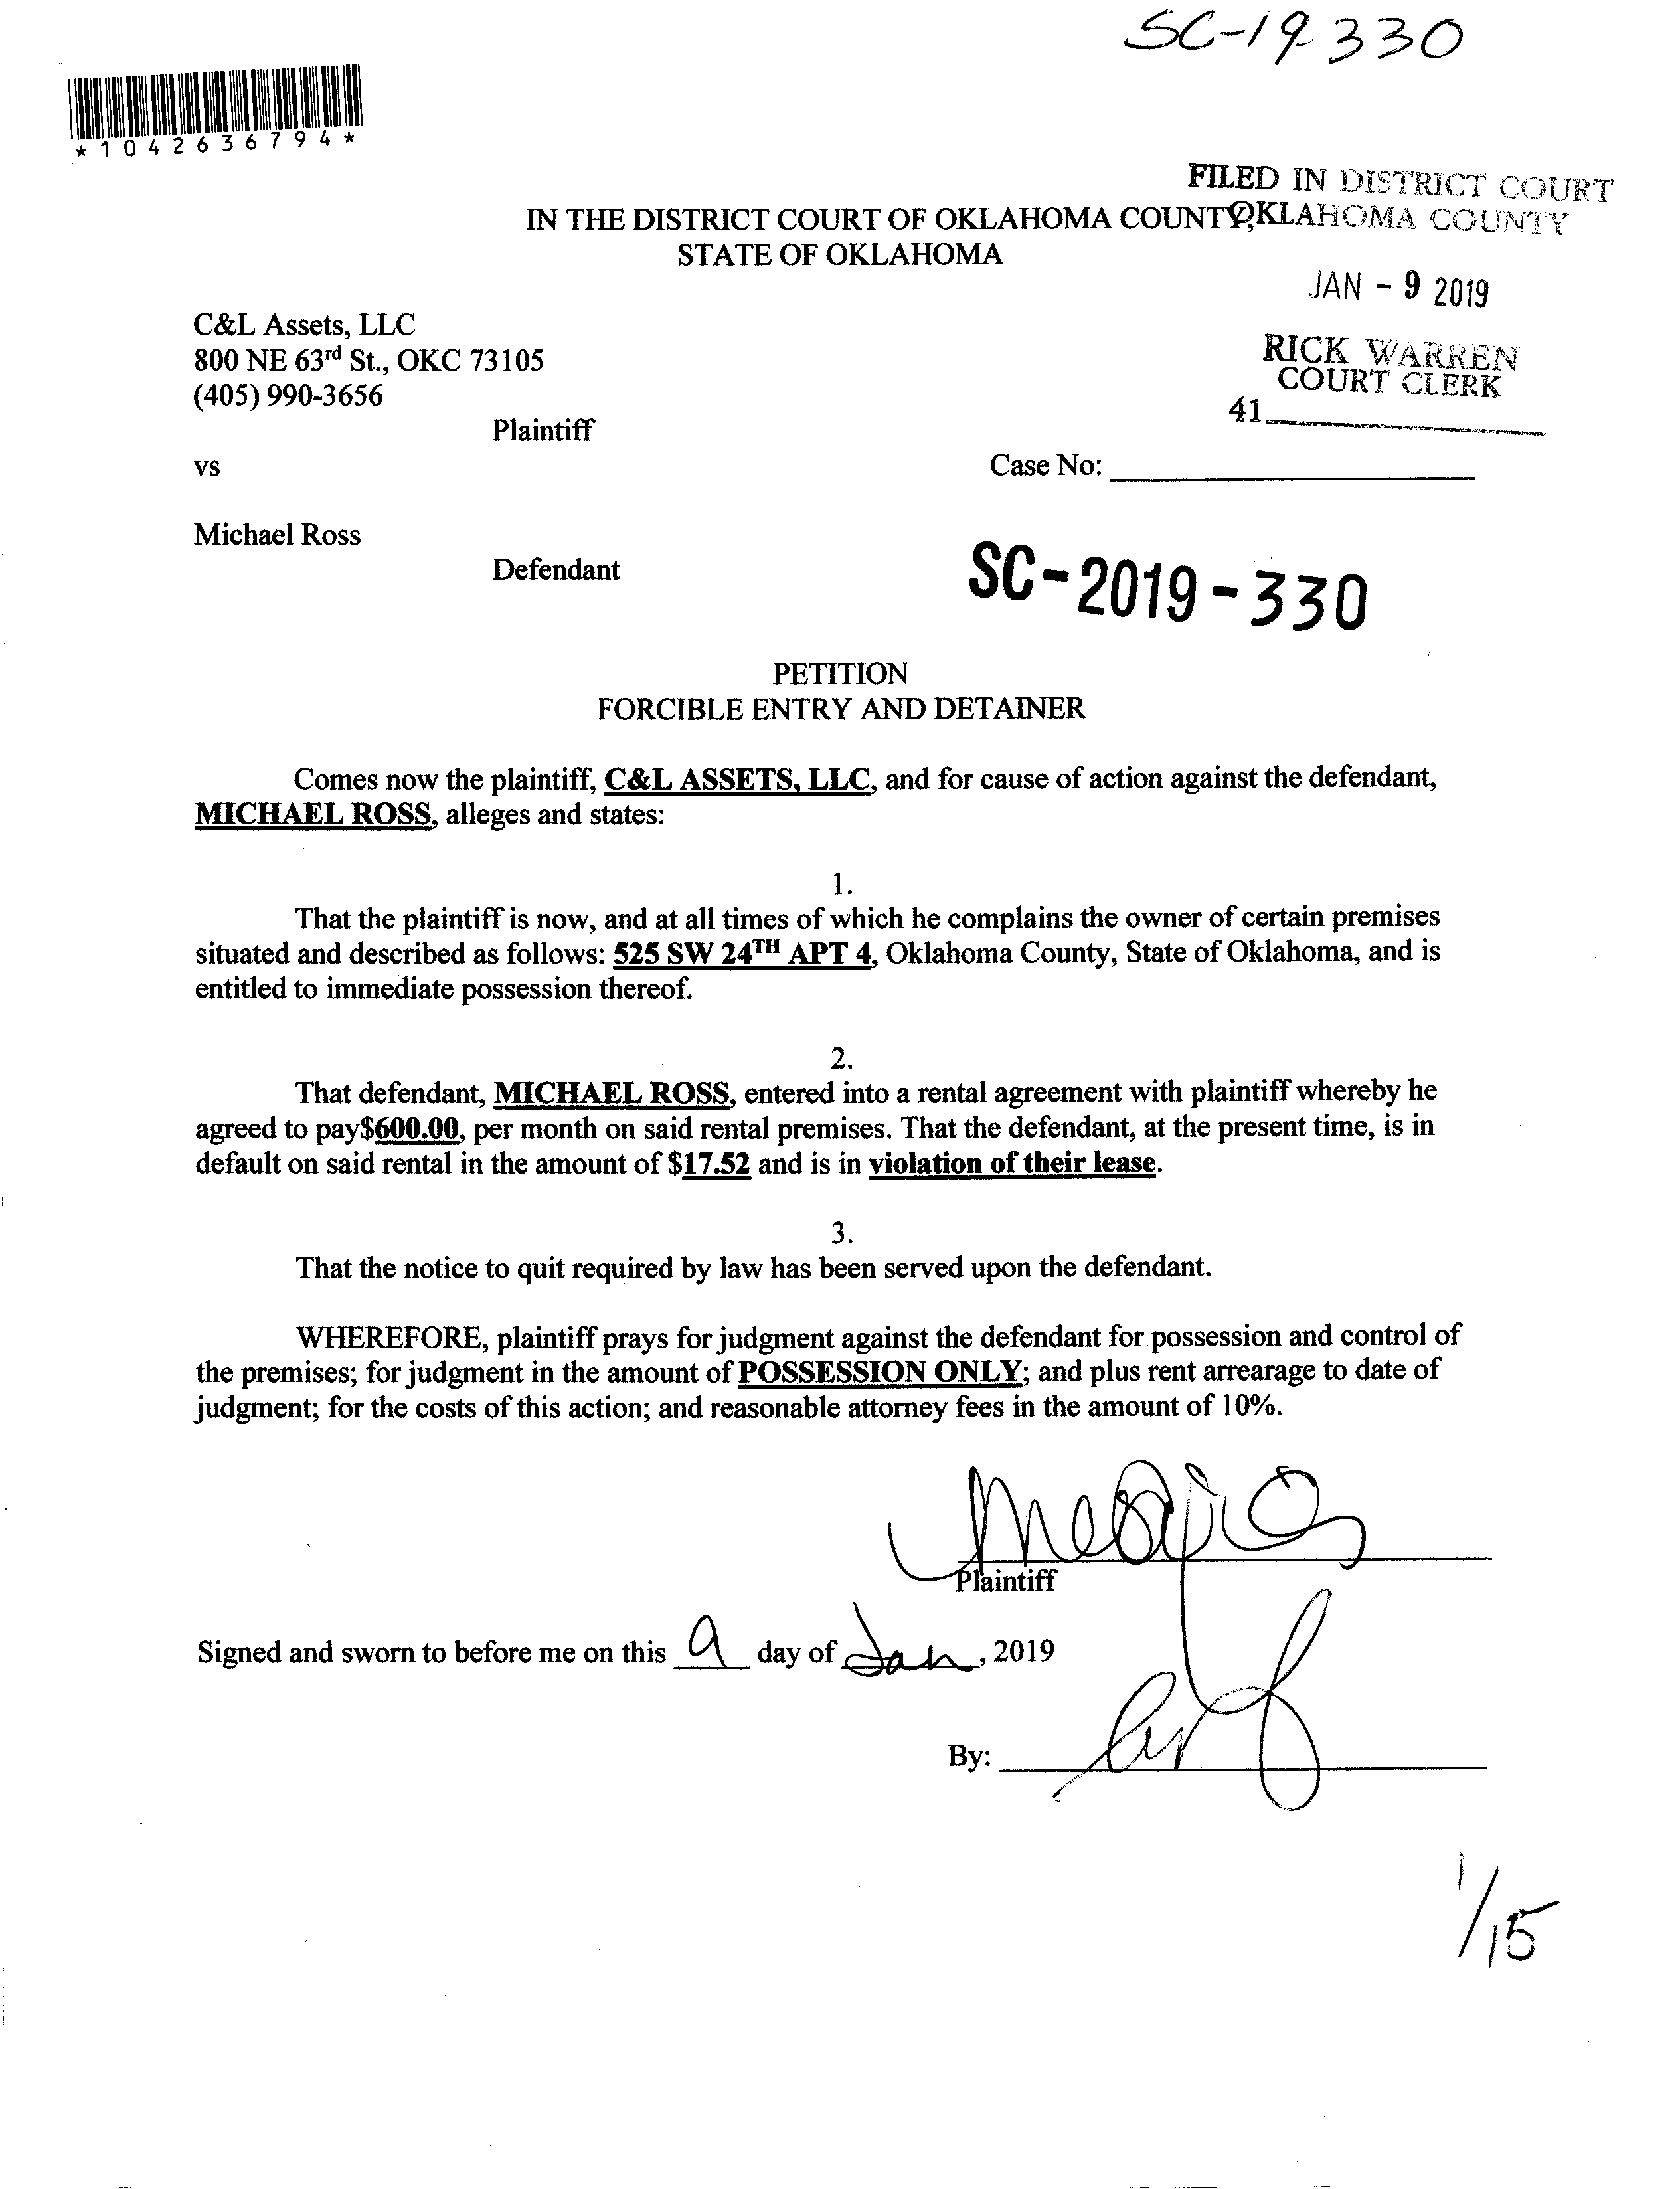 SC-19-330
*1042636794*
FILED IN DISTRICT COURT
OKLAHOMA COUNTY
IN THE DISTRICT COURT OF OKLAHOMA COUNTY,
STATE OF OKLAHOMA
JAN - 9 2019
C&L Assets, LLC
800 NE 63rd St., OKC 73105
(405) 990-3656
RICK WARREN
COURT CLERK
41
Plaintiff
vs
Case No:
Michael Ross
Defendant
SC-2019-330
PETITION
FORCIBLE ENTRY AND DETAINER
Comes now the plaintiff, C&L ASSETS, LLC, and for cause of action against the defendant,
MICHAEL ROSS, alleges and states:
1.
That the plaintiff is now, and at all times of which he complains the owner of certain premises
situated and described as follows: 525 SW 24TH APT 4, Oklahoma County, State of Oklahoma, and is
entitled to immediate possession thereof.
2.
That defendant, MICHAEL ROSS, entered into a rental agreement with plaintiff whereby he
agreed to pay$600.00, per month on said rental premises. That the defendant, at the present time, is in
default on said rental in the amount of $17.52 and is in violation of their lease.
3.
That the notice to quit required by law has been served upon the defendant.
WHEREFORE, plaintiff prays for judgment against the defendant for possession and control of
the premises; for judgment in the amount of POSSESSION ONLY; and plus rent arrearage to date of
judgment; for the costs of this action; and reasonable attorney fees in the amount of 10%.
Plaintiff
Signed and sworn to before me on this 9 day of Jan, 2019
By:
1/15